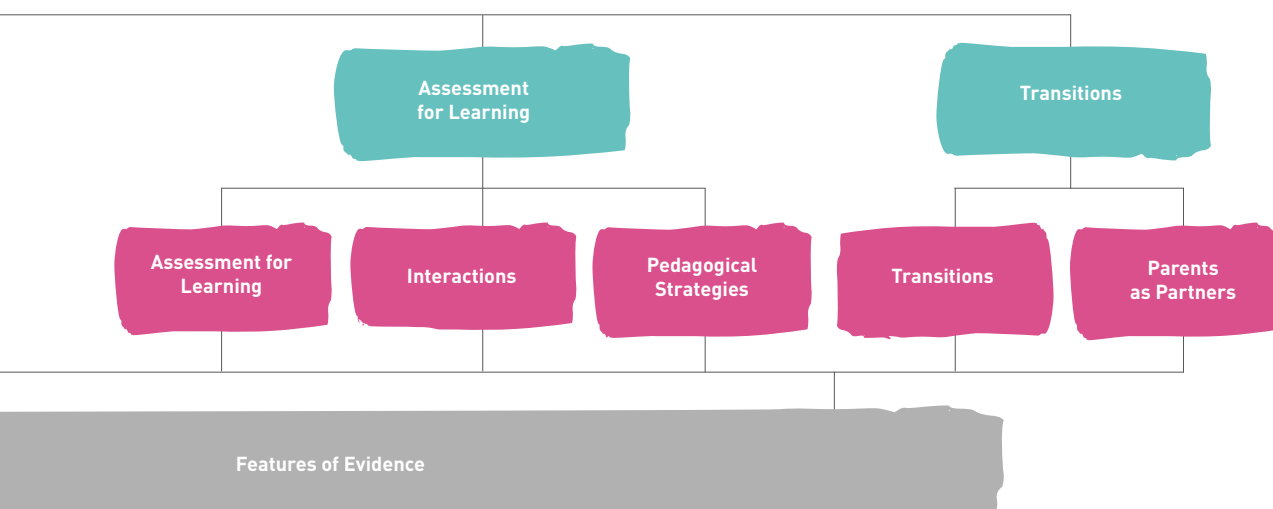 Assessment
for Learning
Transitions
Assessment for
Learning
Interactions
Pedagogical
Strategies
Transitions
Parents
as Partners
Features of Evidence